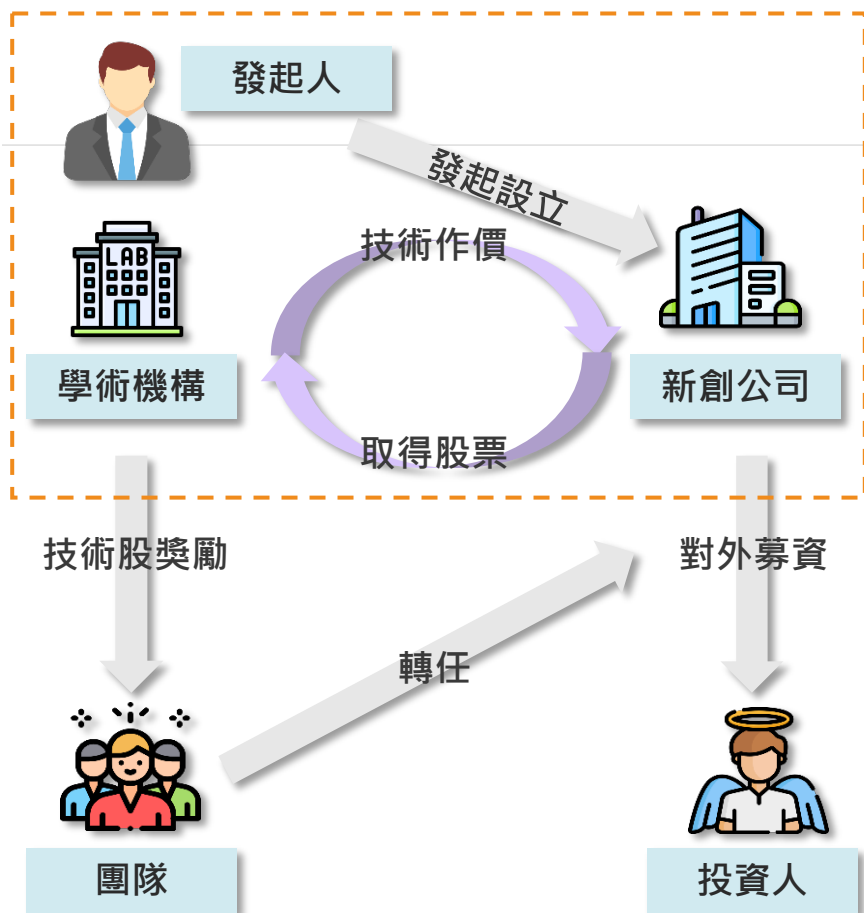 發起人
發起設立
LAB
技術作價
學術機構
新創公司
取得股票
技術股獎勵
對外募資
轉任
團隊
投資人